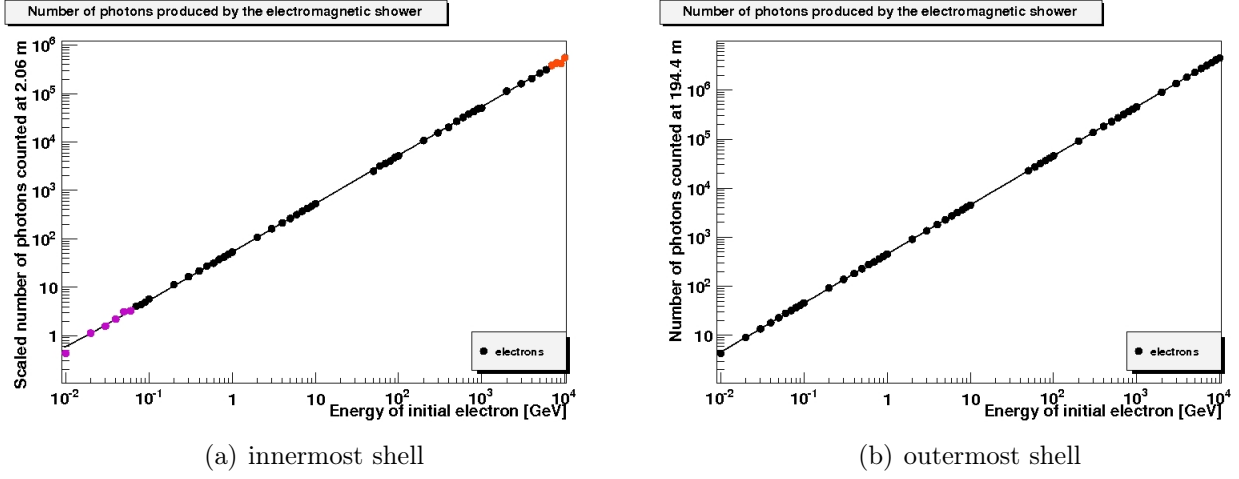 Number of photons produced by the electromagnetic shower
Scaled number of photons counted at 2.06 m
10^6
10^5
10^4
10^3
10^2
10
1
electrons
10^-2 10^-1 1 10 10^2 10^3 10^4
Energy of initial electron [GeV]
(a) innermost shell
Number of photons produced by the electromagnetic shower
Number of photons counted at 194.4 m
10^6
10^5
10^4
10^3
10^2
10
electrons
10^-2 10^-1 1 10 10^2 10^3 10^4
Energy of initial electron [GeV]
(b) outermost shell